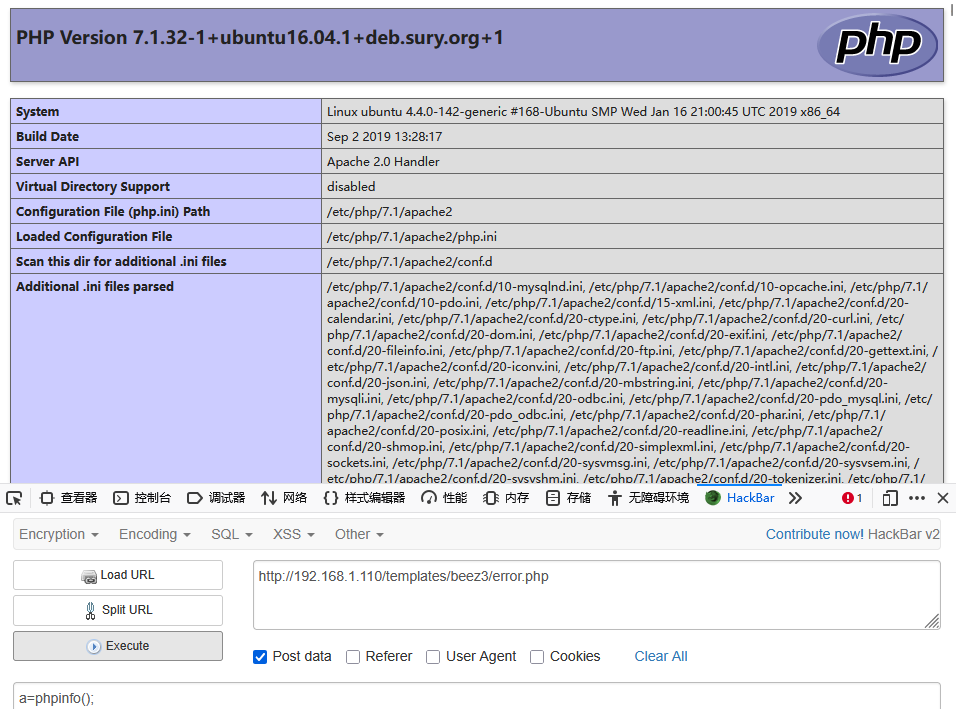 PHP Version 7.1.32-1+ubuntu16.04.1+deb.sury.org+1
php
System Linux ubuntu 4.4.0-142-generic #168-Ubuntu SMP Wed Jan 16 21:00:45 UTC 2019 x86_64
Build Date Sep 2 2019 13:28:17
Server API Apache 2.0 Handler
Virtual Directory Support disabled
Configuration File (php.ini) Path /etc/php/7.1/apache2
Loaded Configuration File /etc/php/7.1/apache2/php.ini
Scan this dir for additional .ini files /etc/php/7.1/apache2/conf.d
Additional .ini files parsed /etc/php/7.1/apache2/conf.d/10-mysqlnd.ini, /etc/php/7.1/apache2/conf.d/10-opcache.ini, /etc/php/7.1/
apache2/conf.d/10-pdo.ini, /etc/php/7.1/apache2/conf.d/15-xml.ini, /etc/php/7.1/apache2/conf.d/20-
calendar.ini, /etc/php/7.1/apache2/conf.d/20-ctype.ini, /etc/php/7.1/apache2/conf.d/20-curl.ini, /etc/
php/7.1/apache2/conf.d/20-dom.ini, /etc/php/7.1/apache2/conf.d/20-exif.ini, /etc/php/7.1/apache2/
conf.d/20-fileinfo.ini, /etc/php/7.1/apache2/conf.d/20-ftp.ini, /etc/php/7.1/apache2/conf.d/20-gettext.ini, /
etc/php/7.1/apache2/conf.d/20-iconv.ini, /etc/php/7.1/apache2/conf.d/20-intl.ini, /etc/php/7.1/apache2/
conf.d/20-json.ini, /etc/php/7.1/apache2/conf.d/20-mbstring.ini, /etc/php/7.1/apache2/conf.d/20-
mysqli.ini, /etc/php/7.1/apache2/conf.d/20-odbc.ini, /etc/php/7.1/apache2/conf.d/20-pdo_mysql.ini, /etc/
php/7.1/apache2/conf.d/20-pdo_odbc.ini, /etc/php/7.1/apache2/conf.d/20-phar.ini, /etc/php/7.1/
apache2/conf.d/20-posix.ini, /etc/php/7.1/apache2/conf.d/20-readline.ini, /etc/php/7.1/apache2/
conf.d/20-shmop.ini, /etc/php/7.1/apache2/conf.d/20-simplexml.ini, /etc/php/7.1/apache2/conf.d/20-
sockets.ini, /etc/php/7.1/apache2/conf.d/20-sysvmsg.ini, /etc/php/7.1/apache2/conf.d/20-sysvsem.ini, /
etc/php/7.1/apache2/conf.d/20-sysvshm.ini, /etc/php/7.1/apache2/conf.d/20-tokenizer.ini, /etc/php/7.1/
查看器 控制台 调试器 网络 {} 样式编辑器 性能 内存 存储 无障碍环境 HackBar 1
Encryption Encoding SQL XSS Other Contribute now! HackBar v2
Load URL
http://192.168.1.110/templates/beez3/error.php
Split URL
Execute
Post data Referer User Agent Cookies Clear All
a=phpinfo();